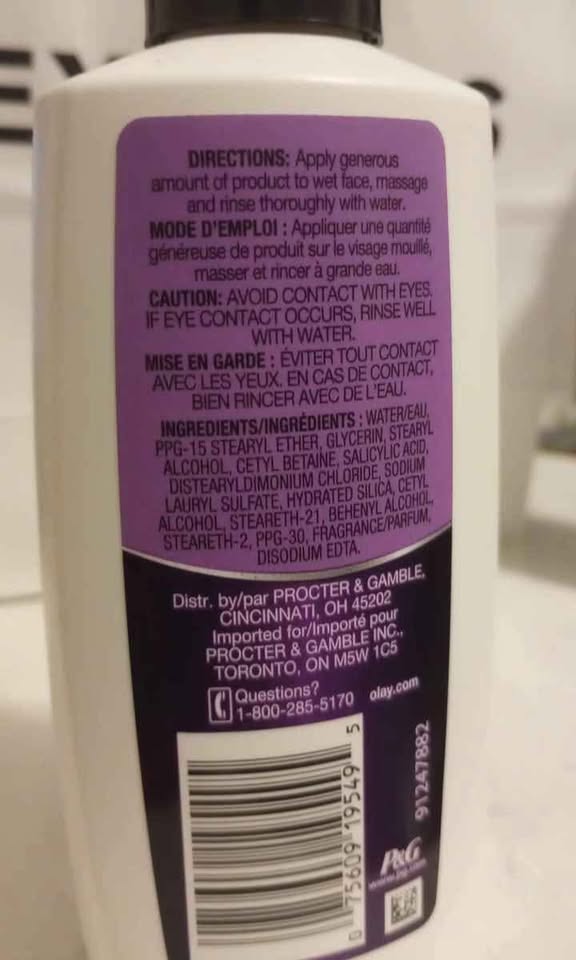 DIRECTIONS: Apply generous
amount of product to wet face, massage
and rinse thoroughly with water.
MODE D'EMPLOI : Appliquer une quantité
généreuse de produit sur le visage mouillé,
masser et rincer à grande eau.
CAUTION: AVOID CONTACT WITH EYES.
IF EYE CONTACT OCCURS, RINSE WELL
WITH WATER.
MISE EN GARDE : ÉVITER TOUT CONTACT
AVEC LES YEUX. EN CAS DE CONTACT,
BIEN RINCER AVEC DE L'EAU.
INGREDIENTS/INGRÉDIENTS : WATER/EAU,
PPG-15 STEARYL ETHER, GLYCERIN, STEARYL
ALCOHOL, CETYL BETAINE, SALICYLIC ACID,
DISTEARYLDIMONIUM CHLORIDE, SODIUM
LAURYL SULFATE, HYDRATED SILICA, CETYL
ALCOHOL, STEARETH-21, BEHENYL ALCOHOL,
STEARETH-2, PPG-30, FRAGRANCE/PARFUM,
DISODIUM EDTA.
Distr. by/par PROCTER & GAMBLE,
CINCINNATI, OH 45202
Imported for/Importé pour
PROCTER & GAMBLE INC.,
TORONTO, ON M5W 1C5
Questions?
1-800-285-5170 olay.com
0 75609 19549 5
91247882
P&G
www.pg.com